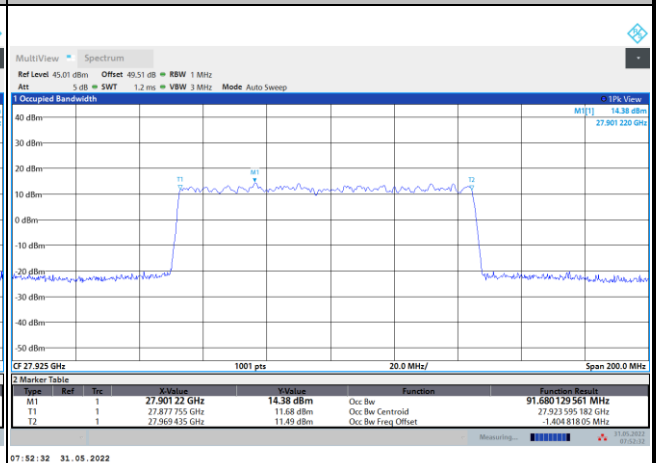 MultiView Spectrum
Ref Level 45.01 dBm Offset 49.51 dB RBW 1 MHz
Att 5 dB SWT 1.2 ms VBW 3 MHz Mode Auto Sweep
1 Occupied Bandwidth 1Pk View
M1[1] 14.38 dBm
27.901 220 GHz
40 dBm
30 dBm
20 dBm
T1 M1 T2
10 dBm
0 dBm
-10 dBm
-20 dBm
-30 dBm
-40 dBm
-50 dBm
CF 27.925 GHz 1001 pts 20.0 MHz/ Span 200.0 MHz
2 Marker Table
Type Ref Trc X-Value Y-Value Function Function Result
M1 1 27.901 22 GHz 14.38 dBm Occ Bw 91.680 129 561 MHz
T1 1 27.877 755 GHz 11.68 dBm Occ Bw Centroid 27.923 595 182 GHz
T2 1 27.969 435 GHz 11.49 dBm Occ Bw Freq Offset -1.404 818 05 MHz
Measuring... 31.05.2022
07:52:32
07:52:32 31.05.2022